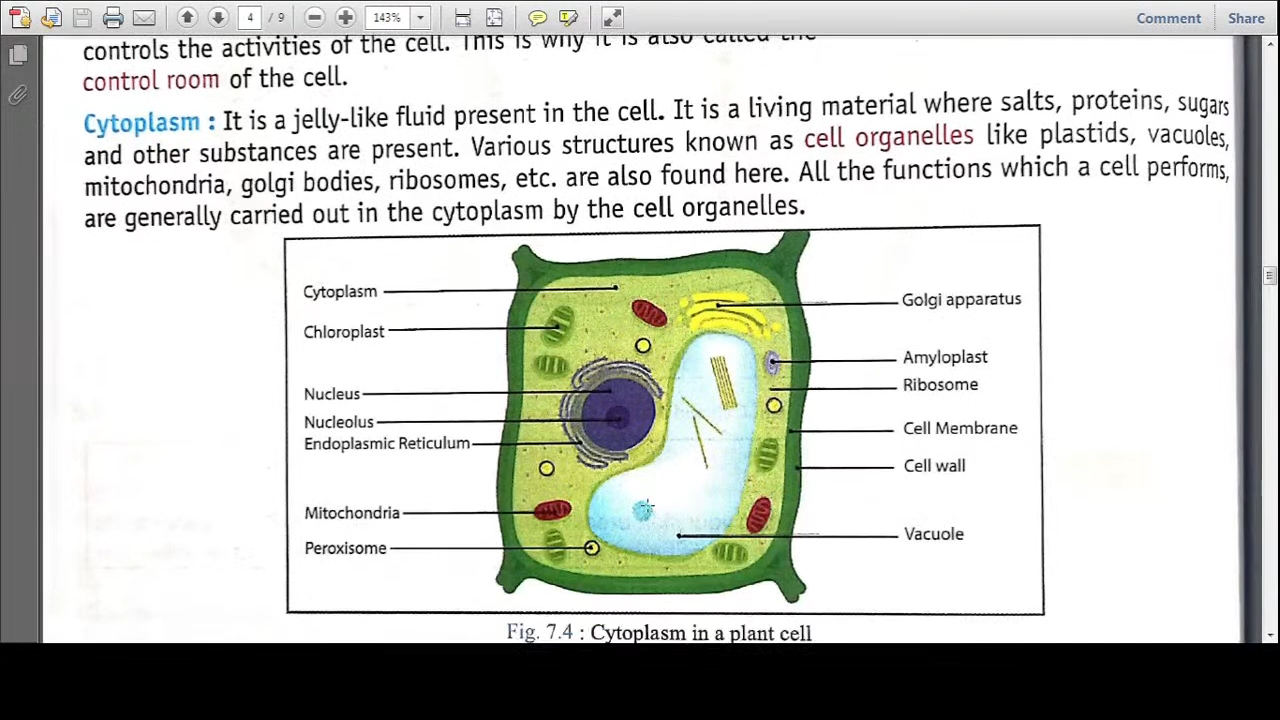 4 / 9
143%
Comment
Share
controls the activities of the cell. This is why it is also called the
control room of the cell.
Cytoplasm : It is a jelly-like fluid present in the cell. It is a living material where salts, proteins, sugars
and other substances are present. Various structures known as cell organelles like plastids, vacuoles,
mitochondria, golgi bodies, ribosomes, etc. are also found here. All the functions which a cell performs,
are generally carried out in the cytoplasm by the cell organelles.
Cytoplasm
Chloroplast
Nucleus
Nucleolus
Endoplasmic Reticulum
Mitochondria
Peroxisome
Golgi apparatus
Amyloplast
Ribosome
Cell Membrane
Cell wall
Vacuole
Fig. 7.4 : Cytoplasm in a plant cell